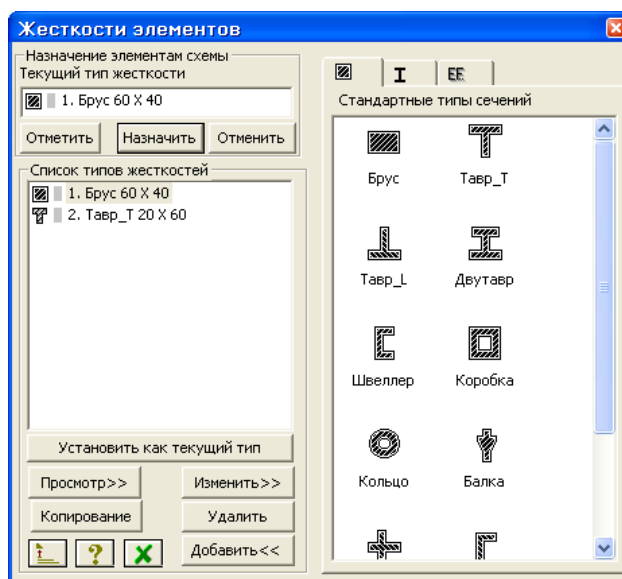 Жесткости элементов
Назначение элементам схемы
Текущий тип жесткости
1. Брус 60 X 40
Отметить Назначить Отменить
Список типов жесткостей
1. Брус 60 X 40
2. Тавр_Т 20 X 60
Установить как текущий тип
Просмотр>> Изменить>>
Копирование Удалить
Добавить<<
Стандартные типы сечений
Брус Тавр_Т
Тавр_L Двутавр
Швеллер Коробка
Кольцо Балка